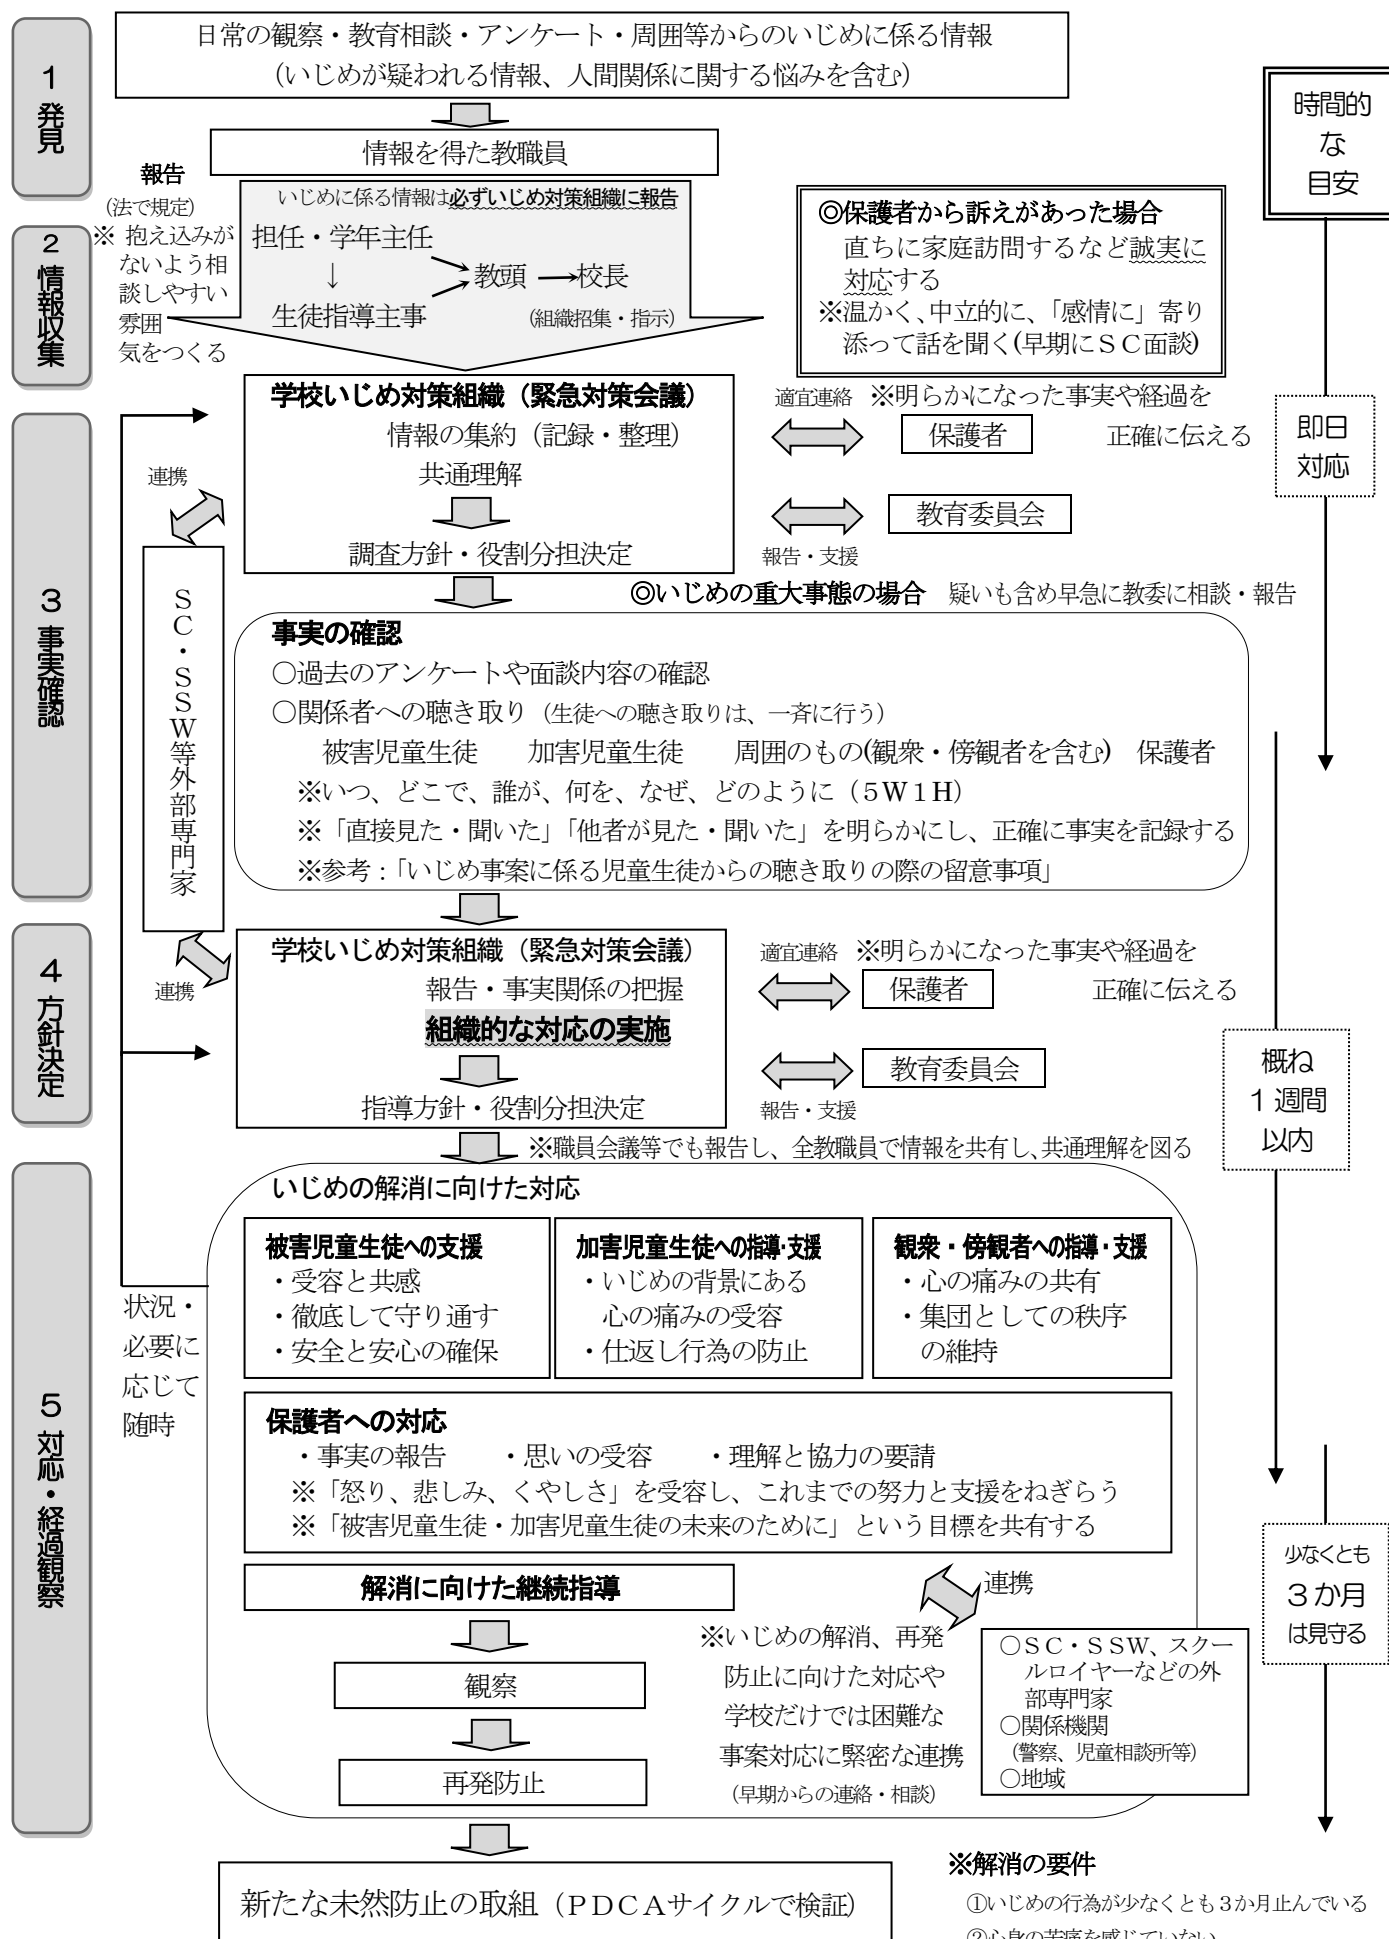 1 発見
日常の観察・教育相談・アンケート・周囲等からのいじめに係る情報
(いじめが疑われる情報、人間関係に関する悩みを含む)
時間的
な
目安
情報を得た教職員
報告
(法で規定)
※ 抱え込みが
ないよう相
談しやすい
雰囲
気をつくる
いじめに係る情報は必ずいじめ対策組織に報告
担任・学年主任
↓
教頭
校長
生徒指導主事
(組織招集・指示)
◎保護者から訴えがあった場合
直ちに家庭訪問するなど誠実に
対応する
※温かく、中立的に、「感情に」寄り
添って話を聞く(早期にSC面談)
2 情報収集
3 事実確認
学校いじめ対策組織（緊急対策会議）
情報の集約（記録・整理）
共通理解
調査方針・役割分担決定
適宜連絡
※明らかになった事実や経過を
保護者
正確に伝える
教育委員会
報告・支援
即日
対応
連携
SC・SSW等外部専門家
連携
◎いじめの重大事態の場合 疑いも含め早急に教委に相談・報告
事実の確認
○過去のアンケートや面談内容の確認
○関係者への聴き取り（生徒への聴き取りは、一斉に行う）
被害児童生徒 加害児童生徒 周囲のもの(観衆・傍観者を含む) 保護者
※いつ、どこで、誰が、何を、なぜ、どのように（5W1H）
※「直接見た・聞いた」「他者が見た・聞いた」を明らかにし、正確に事実を記録する
※参考：「いじめ事案に係る児童生徒からの聴き取りの際の留意事項」
4 方針決定
学校いじめ対策組織（緊急対策会議）
報告・事実関係の把握
組織的な対応の実施
指導方針・役割分担決定
適宜連絡
※明らかになった事実や経過を
保護者
正確に伝える
教育委員会
報告・支援
概ね
1週間
以内
※職員会議等でも報告し、全教職員で情報を共有し、共通理解を図る
5 対応・経過観察
状況・
必要に
応じて
随時
いじめの解消に向けた対応
被害児童生徒への支援
・受容と共感
・徹底して守り通す
・安全と安心の確保
加害児童生徒への指導・支援
・いじめの背景にある
心の痛みの受容
・仕返し行為の防止
観衆・傍観者への指導・支援
・心の痛みの共有
・集団としての秩序
の維持
保護者への対応
・事実の報告 ・思いの受容 ・理解と協力の要請
※「怒り、悲しみ、くやしさ」を受容し、これまでの努力と支援をねぎらう
※「被害児童生徒・加害児童生徒の未来のために」という目標を共有する
解消に向けた継続指導
観察
再発防止
連携
※いじめの解消、再発
防止に向けた対応や
学校だけでは困難な
事案対応に緊密な連携
(早期からの連絡・相談)
○SC・SSW、スクー
ルロイヤーなどの外
部専門家
○関係機関
(警察、児童相談所等)
○地域
少なくとも
3か月
は見守る
新たな未然防止の取組（PDCAサイクルで検証）
※解消の要件
①いじめの行為が少なくとも3か月止んでいる
②心身の苦痛を感じていない